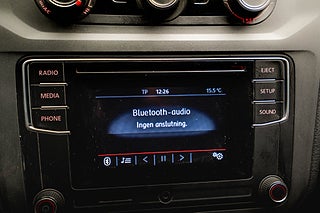 RADIO
MEDIA
PHONE
TP 12:26 15.5°C
Bluetooth-audio
Ingen anslutning.
EJECT
SETUP
SOUND